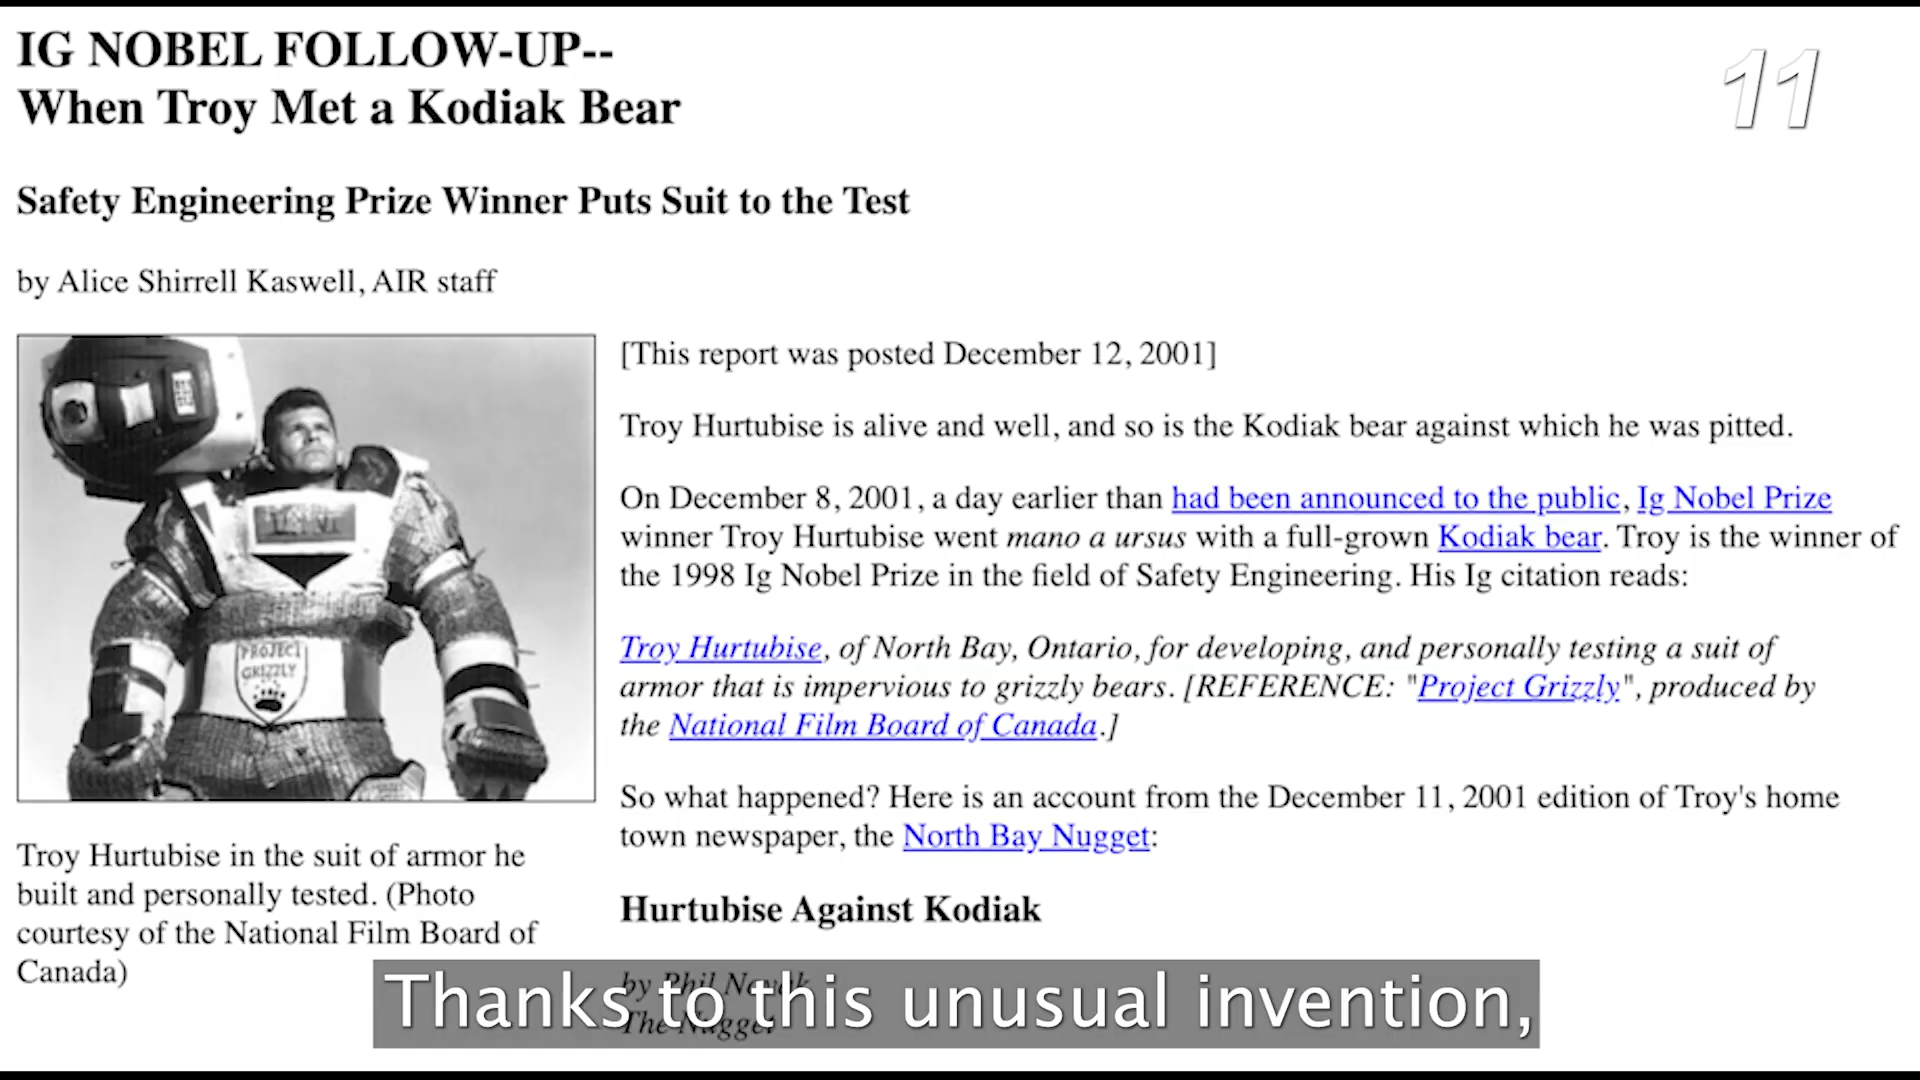 IG NOBEL FOLLOW-UP--
When Troy Met a Kodiak Bear
11
Safety Engineering Prize Winner Puts Suit to the Test
by Alice Shirrell Kaswell, AIR staff
PROJECT
GRIZZLY
Troy Hurtubise in the suit of armor he
built and personally tested. (Photo
courtesy of the National Film Board of
Canada)
[This report was posted December 12, 2001]
Troy Hurtubise is alive and well, and so is the Kodiak bear against which he was pitted.
On December 8, 2001, a day earlier than had been announced to the public, Ig Nobel Prize
winner Troy Hurtubise went mano a ursus with a full-grown Kodiak bear. Troy is the winner of
the 1998 Ig Nobel Prize in the field of Safety Engineering. His Ig citation reads:
Troy Hurtubise, of North Bay, Ontario, for developing, and personally testing a suit of
armor that is impervious to grizzly bears. [REFERENCE: "Project Grizzly", produced by
the National Film Board of Canada.]
So what happened? Here is an account from the December 11, 2001 edition of Troy's home
town newspaper, the North Bay Nugget:
Hurtubise Against Kodiak
by Phil
The Nugget
Thanks to this unusual invention,